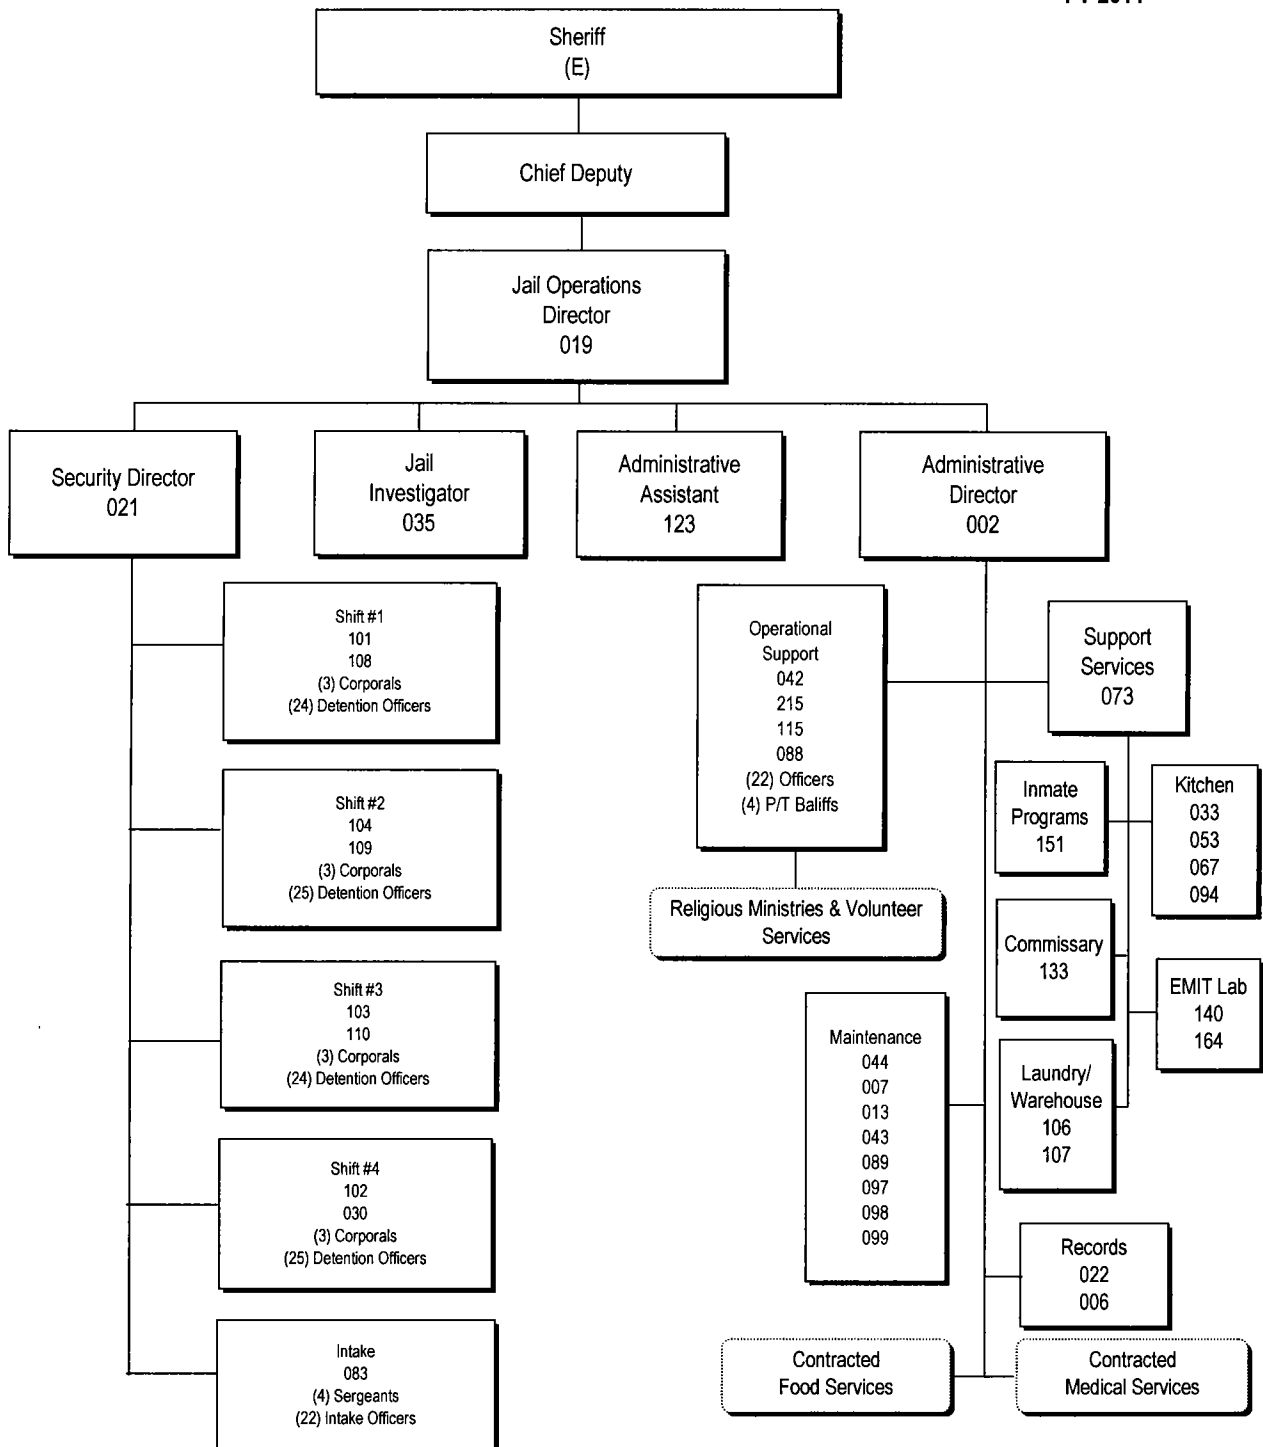 Sheriff
(E)
Chief Deputy
Jail Operations
Director
019
Security Director
021
Jail
Investigator
035
Administrative
Assistant
123
Administrative
Director
002
Shift #1
101
108
(3) Corporals
(24) Detention Officers
Shift #2
104
109
(3) Corporals
(25) Detention Officers
Shift #3
103
110
(3) Corporals
(24) Detention Officers
Shift #4
102
030
(3) Corporals
(25) Detention Officers
Intake
083
(4) Sergeants
(22) Intake Officers
Operational
Support
042
215
115
088
(22) Officers
(4) P/T Baliffs
Religious Ministries & Volunteer
Services
Support
Services
073
Inmate
Programs
151
Kitchen
033
053
067
094
Commissary
133
EMIT Lab
140
164
Laundry/
Warehouse
106
107
Maintenance
044
007
013
043
089
097
098
099
Records
022
006
Contracted
Food Services
Contracted
Medical Services